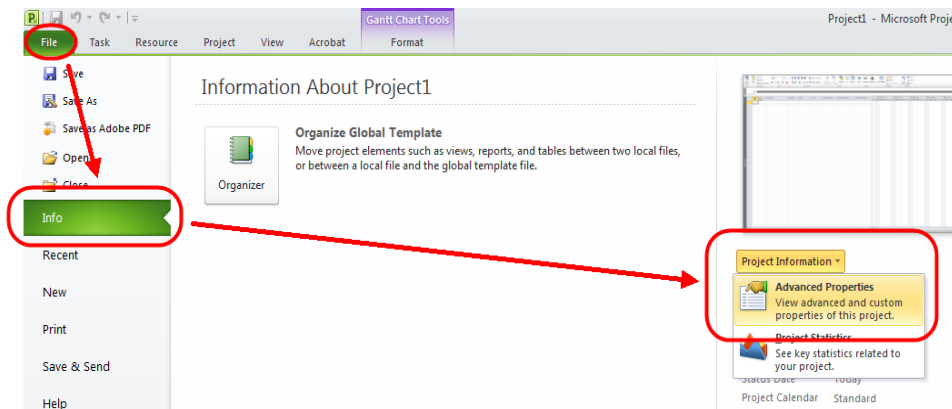 Gantt Chart Tools
Project1 - Microsoft Proje
File Task Resource Project View Acrobat Format
Save
Save As
Save as Adobe PDF
Open
Close
Info
Recent
New
Print
Save & Send
Help
Information About Project1
Organizer
Organize Global Template
Move project elements such as views, reports, and tables between two local files,
or between a local file and the global template file.
Project Information
Advanced Properties
View advanced and custom
properties of this project.
Project Statistics
See key statistics related to
your project.
Status Date Today
Project Calendar Standard